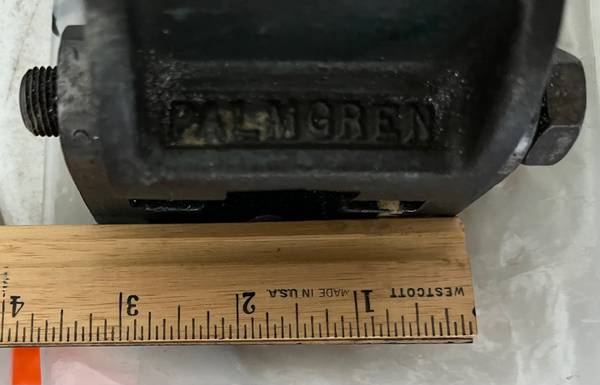 PALMGREN
WESTCOTT MADE IN U.S.A.
1 2 3 4